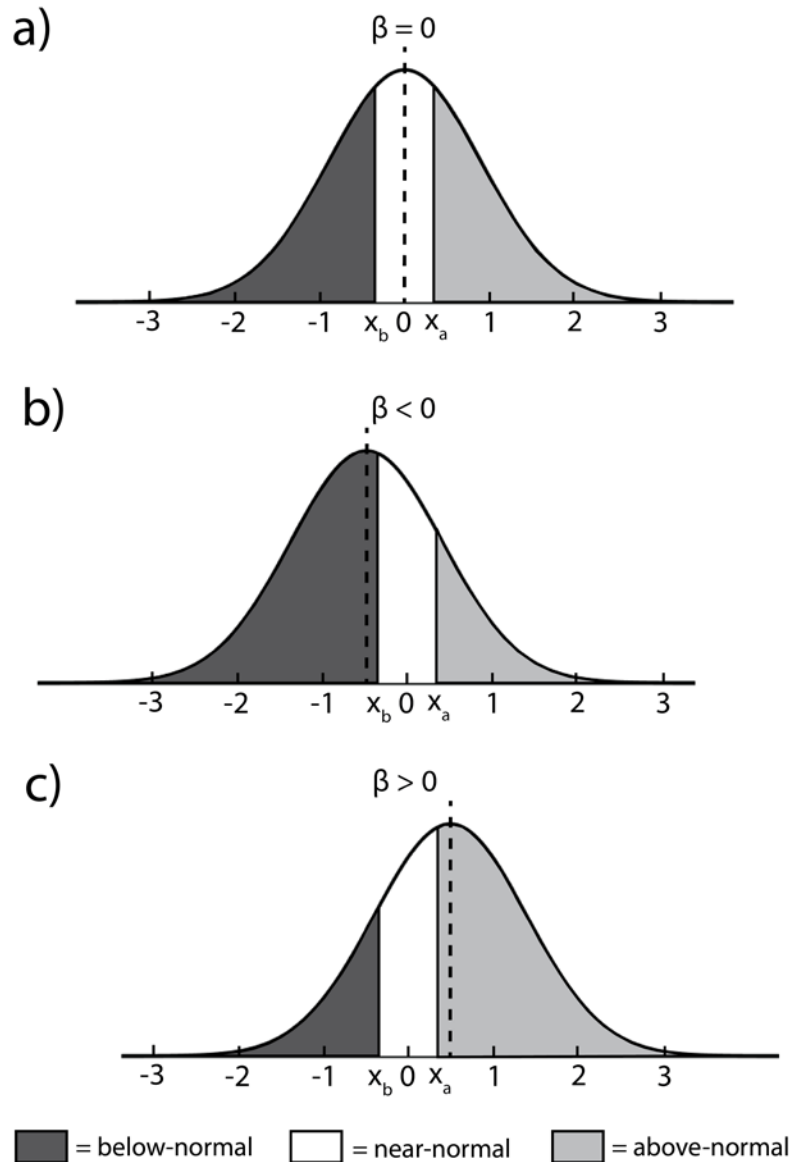 a)
β = 0
-3 -2 -1 x_b 0 x_a 1 2 3
b)
β < 0
-3 -2 -1 x_b 0 x_a 1 2 3
c)
β > 0
-3 -2 -1 x_b 0 x_a 1 2 3
= below-normal = near-normal = above-normal